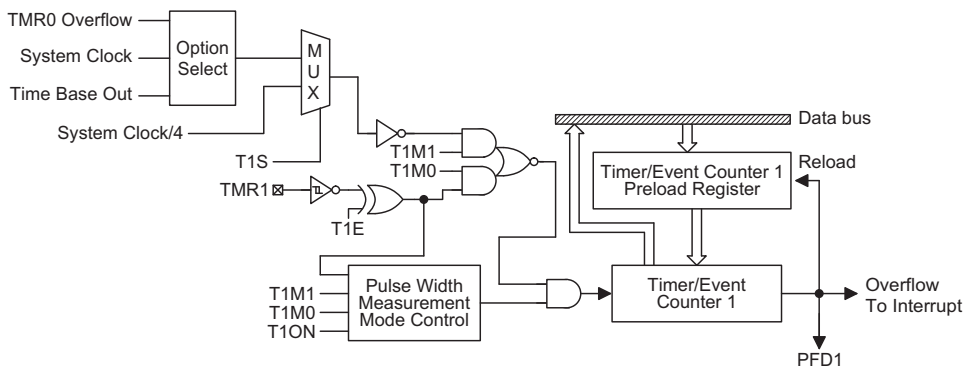 TMR0 Overflow
System Clock
Time Base Out
Option
Select
M
U
X
System Clock/4
T1S
T1M1
T1M0
TMR1
T1E
Data bus
Timer/Event Counter 1
Preload Register
Reload
T1M1
T1M0
T1ON
Pulse Width
Measurement
Mode Control
Timer/Event
Counter 1
Overflow
To Interrupt
PFD1